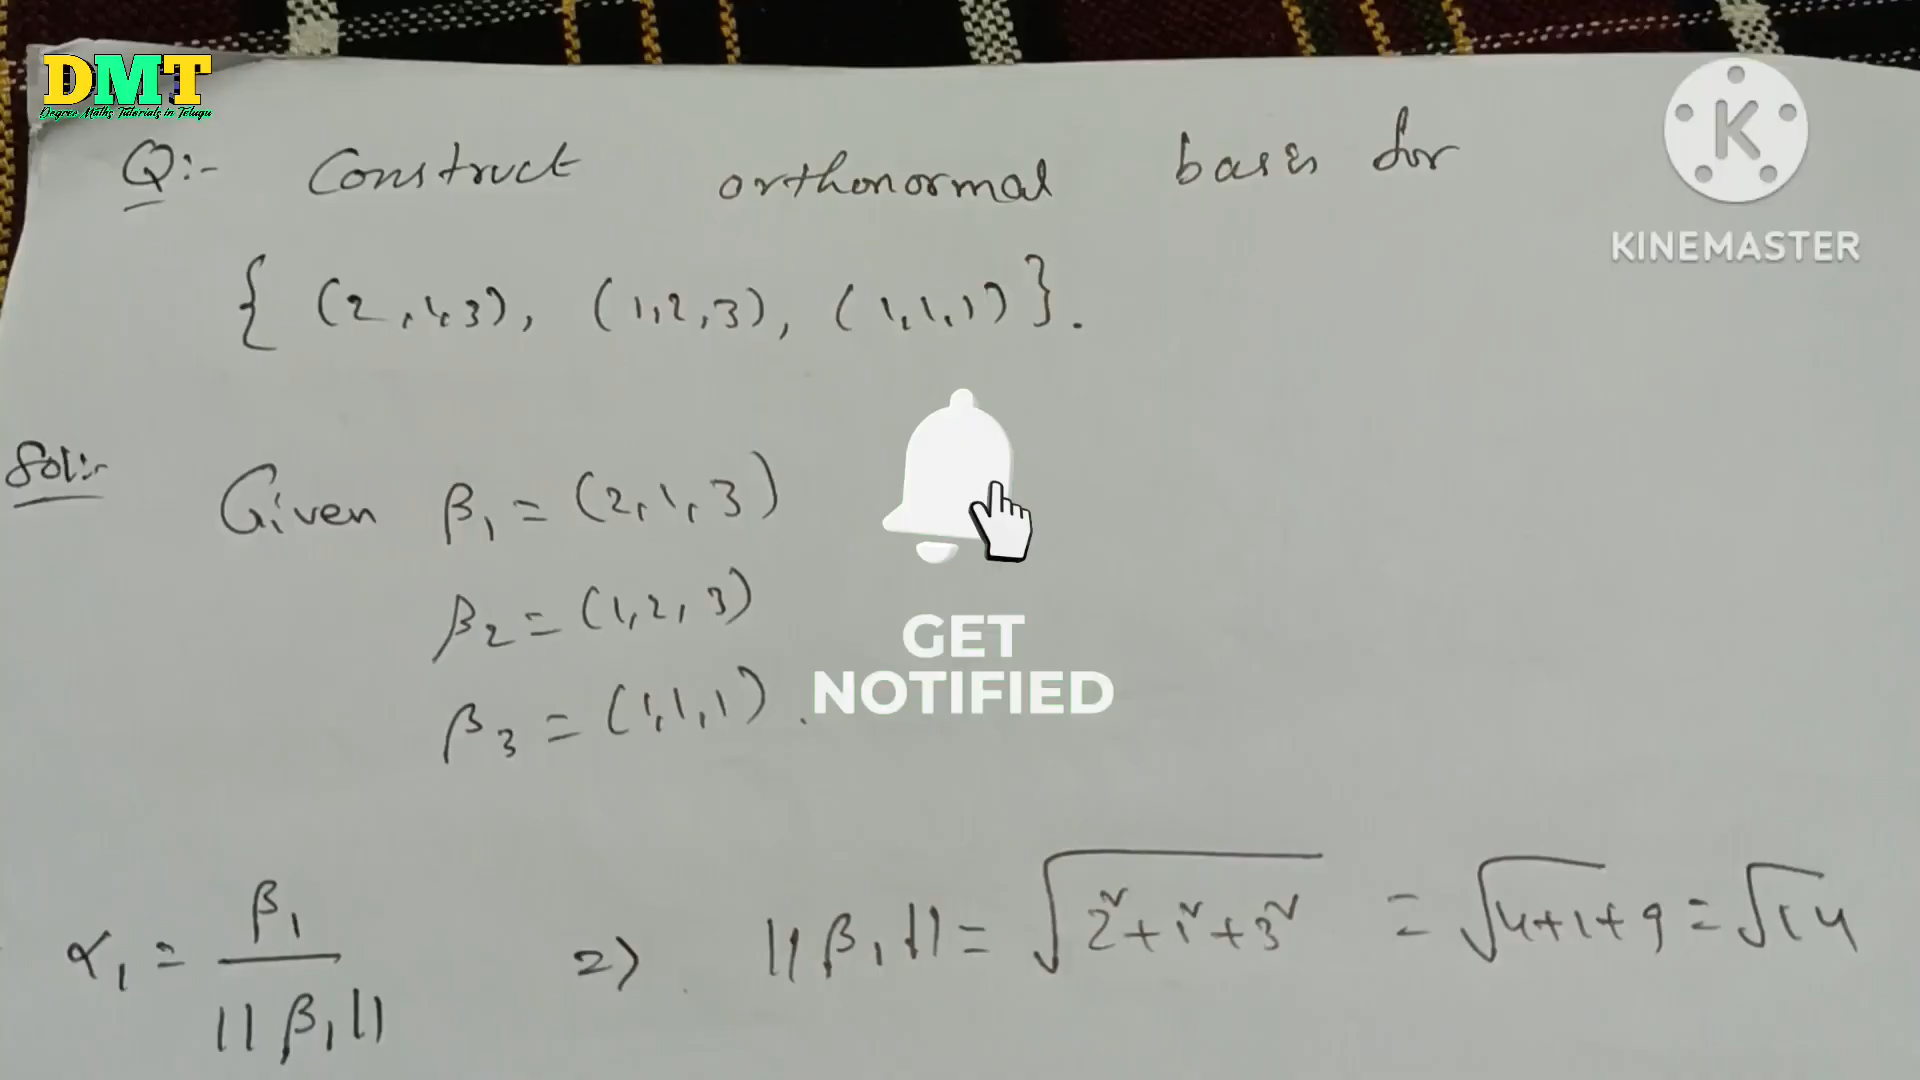 DMT
Degree Maths Tutorials in Telugu
Q:- Construct orthonormal basis for
KINEMASTER
{ (2,1,3), (1,2,3), (1,1,1) }.
Sol:- Given β₁ = (2,1,3)
β₂ = (1,2,3)
β₃ = (1,1,1).
GET
NOTIFIED
α₁ = β₁ / ||β₁|| => ||β₁|| = √(2²+1²+3²) = √(4+1+9) = √14